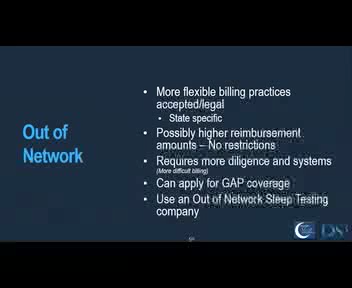 Out of
Network
• More flexible billing practices
accepted/legal
• State specific
• Possibly higher reimbursement
amounts – No restrictions
• Requires more diligence and systems
(More difficult billing)
• Can apply for GAP coverage
• Use an Out of Network Sleep Testing
company
DS3